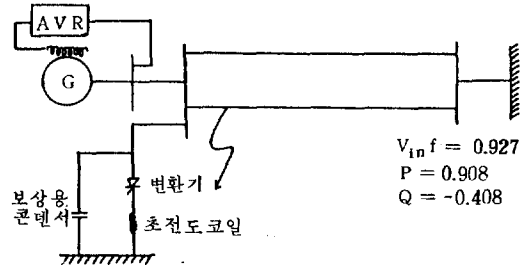 AVR
G
V_in f = 0.927
P = 0.908
Q = -0.408
변환기
보상용
콘덴서
초전도코일